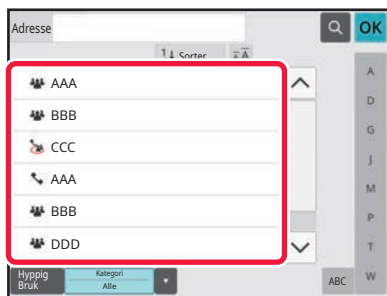 Adresse
OK
Sorter
AAA
BBB
CCC
AAA
BBB
DDD
A
D
G
J
M
P
T
W
Hyppig
Bruk
Kategori
Alle
ABC